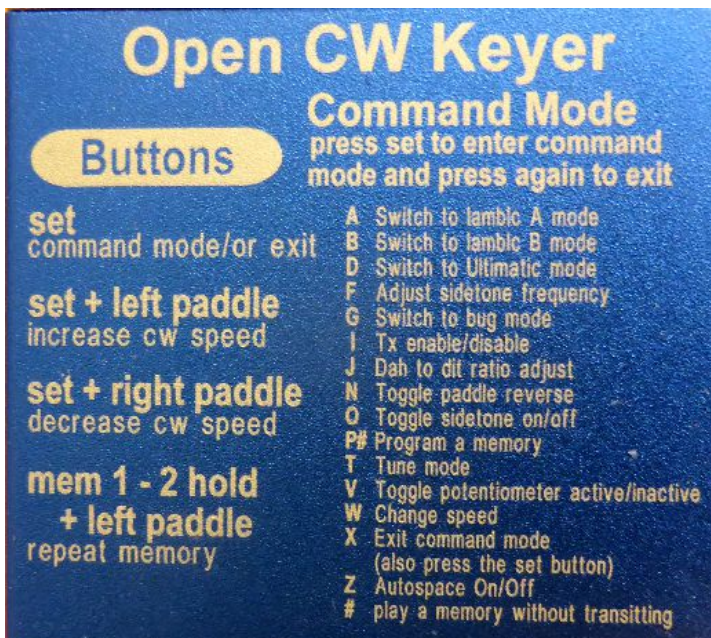 Open CW Keyer
Buttons
set
command mode/or exit
set + left paddle
increase cw speed
set + right paddle
decrease cw speed
mem 1 - 2 hold
+ left paddle
repeat memory
Command Mode
press set to enter command
mode and press again to exit
A Switch to Iambic A mode
B Switch to Iambic B mode
D Switch to Ultimatic mode
F Adjust sidetone frequency
G Switch to bug mode
I Tx enable/disable
J Dah to dit ratio adjust
N Toggle paddle reverse
O Toggle sidetone on/off
P# Program a memory
T Tune mode
V Toggle potentiometer active/inactive
W Change speed
X Exit command mode
(also press the set button)
Z Autospace On/Off
# play a memory without transitting